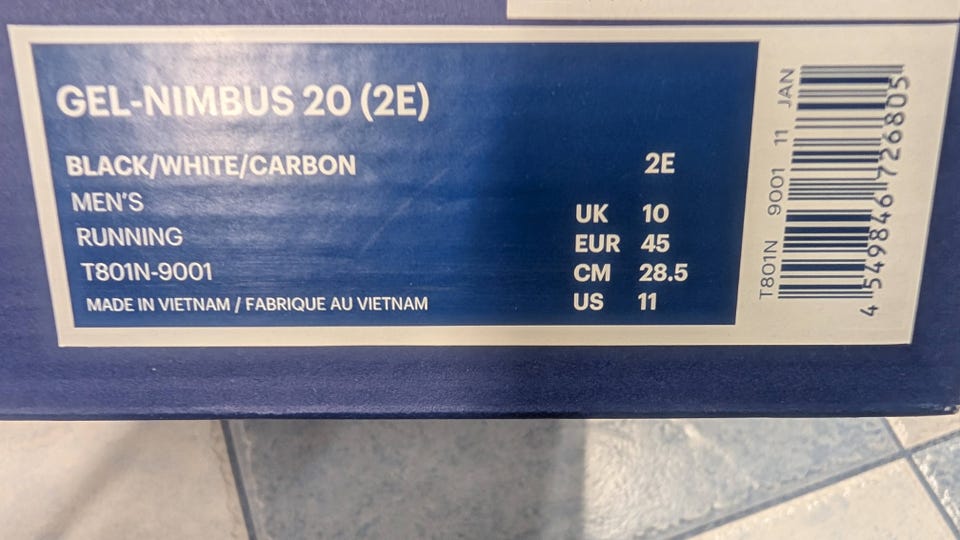 GEL-NIMBUS 20 (2E)
BLACK/WHITE/CARBON 2E
MEN'S
RUNNING UK 10
T801N-9001 EUR 45
MADE IN VIETNAM / FABRIQUE AU VIETNAM CM 28.5
US 11
T801N 9001 11 JAN
4 549846 726805